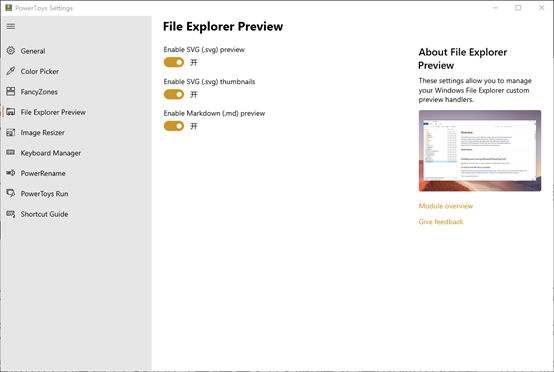 PowerToys Settings
General
Color Picker
FancyZones
File Explorer Preview
Image Resizer
Keyboard Manager
PowerRename
PowerToys Run
Shortcut Guide
File Explorer Preview
Enable SVG (.svg) preview
开
Enable SVG (.svg) thumbnails
开
Enable Markdown (.md) preview
开
About File Explorer
Preview
These settings allow you to manage
your Windows File Explorer custom
preview handlers.
Overview
Module overview
Give feedback